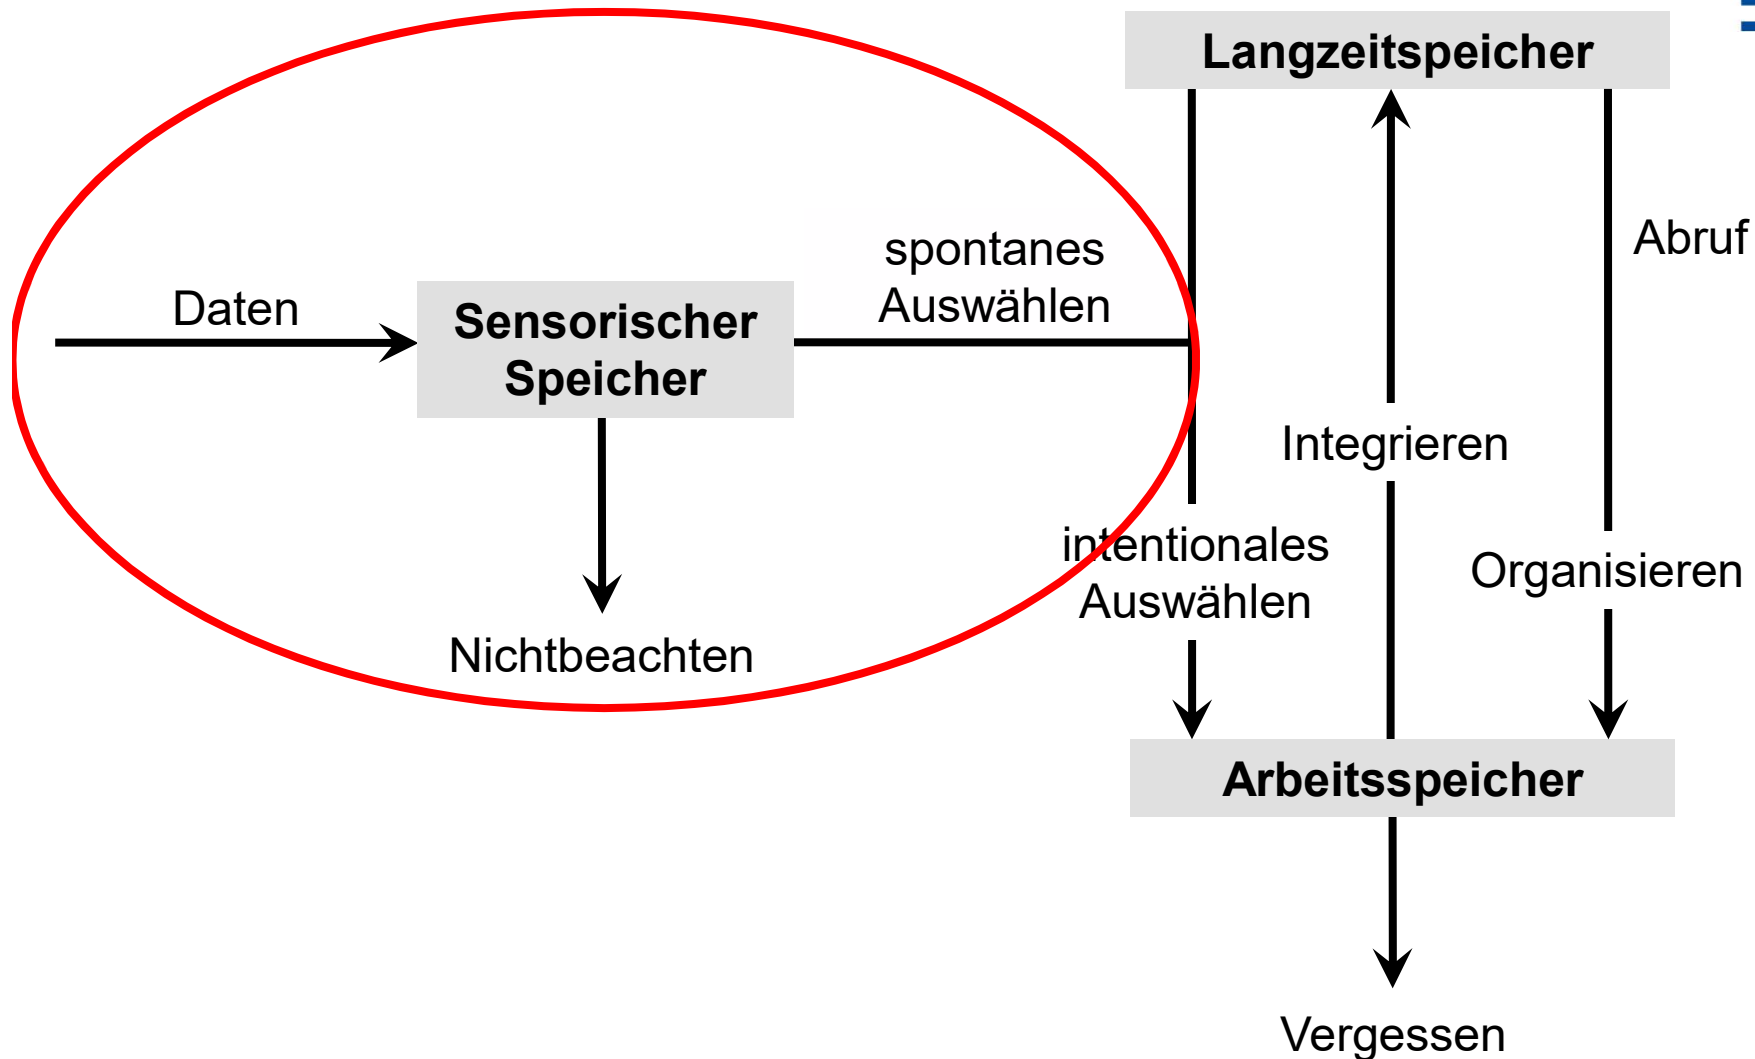 Langzeitspeicher
spontanes
Auswählen
Abruf
Daten
Sensorischer
Speicher
Integrieren
intentionales
Auswählen
Organisieren
Nichtbeachten
Arbeitsspeicher
Vergessen